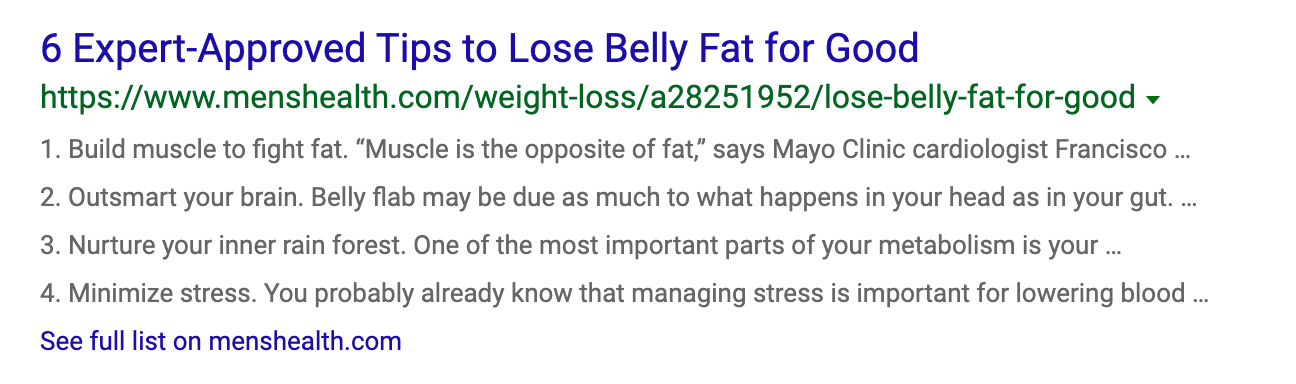 6 Expert-Approved Tips to Lose Belly Fat for Good
https://www.menshealth.com/weight-loss/a28251952/lose-belly-fat-for-good
1. Build muscle to fight fat. “Muscle is the opposite of fat,” says Mayo Clinic cardiologist Francisco ...
2. Outsmart your brain. Belly flab may be due as much to what happens in your head as in your gut. ...
3. Nurture your inner rain forest. One of the most important parts of your metabolism is your ...
4. Minimize stress. You probably already know that managing stress is important for lowering blood ...
See full list on menshealth.com